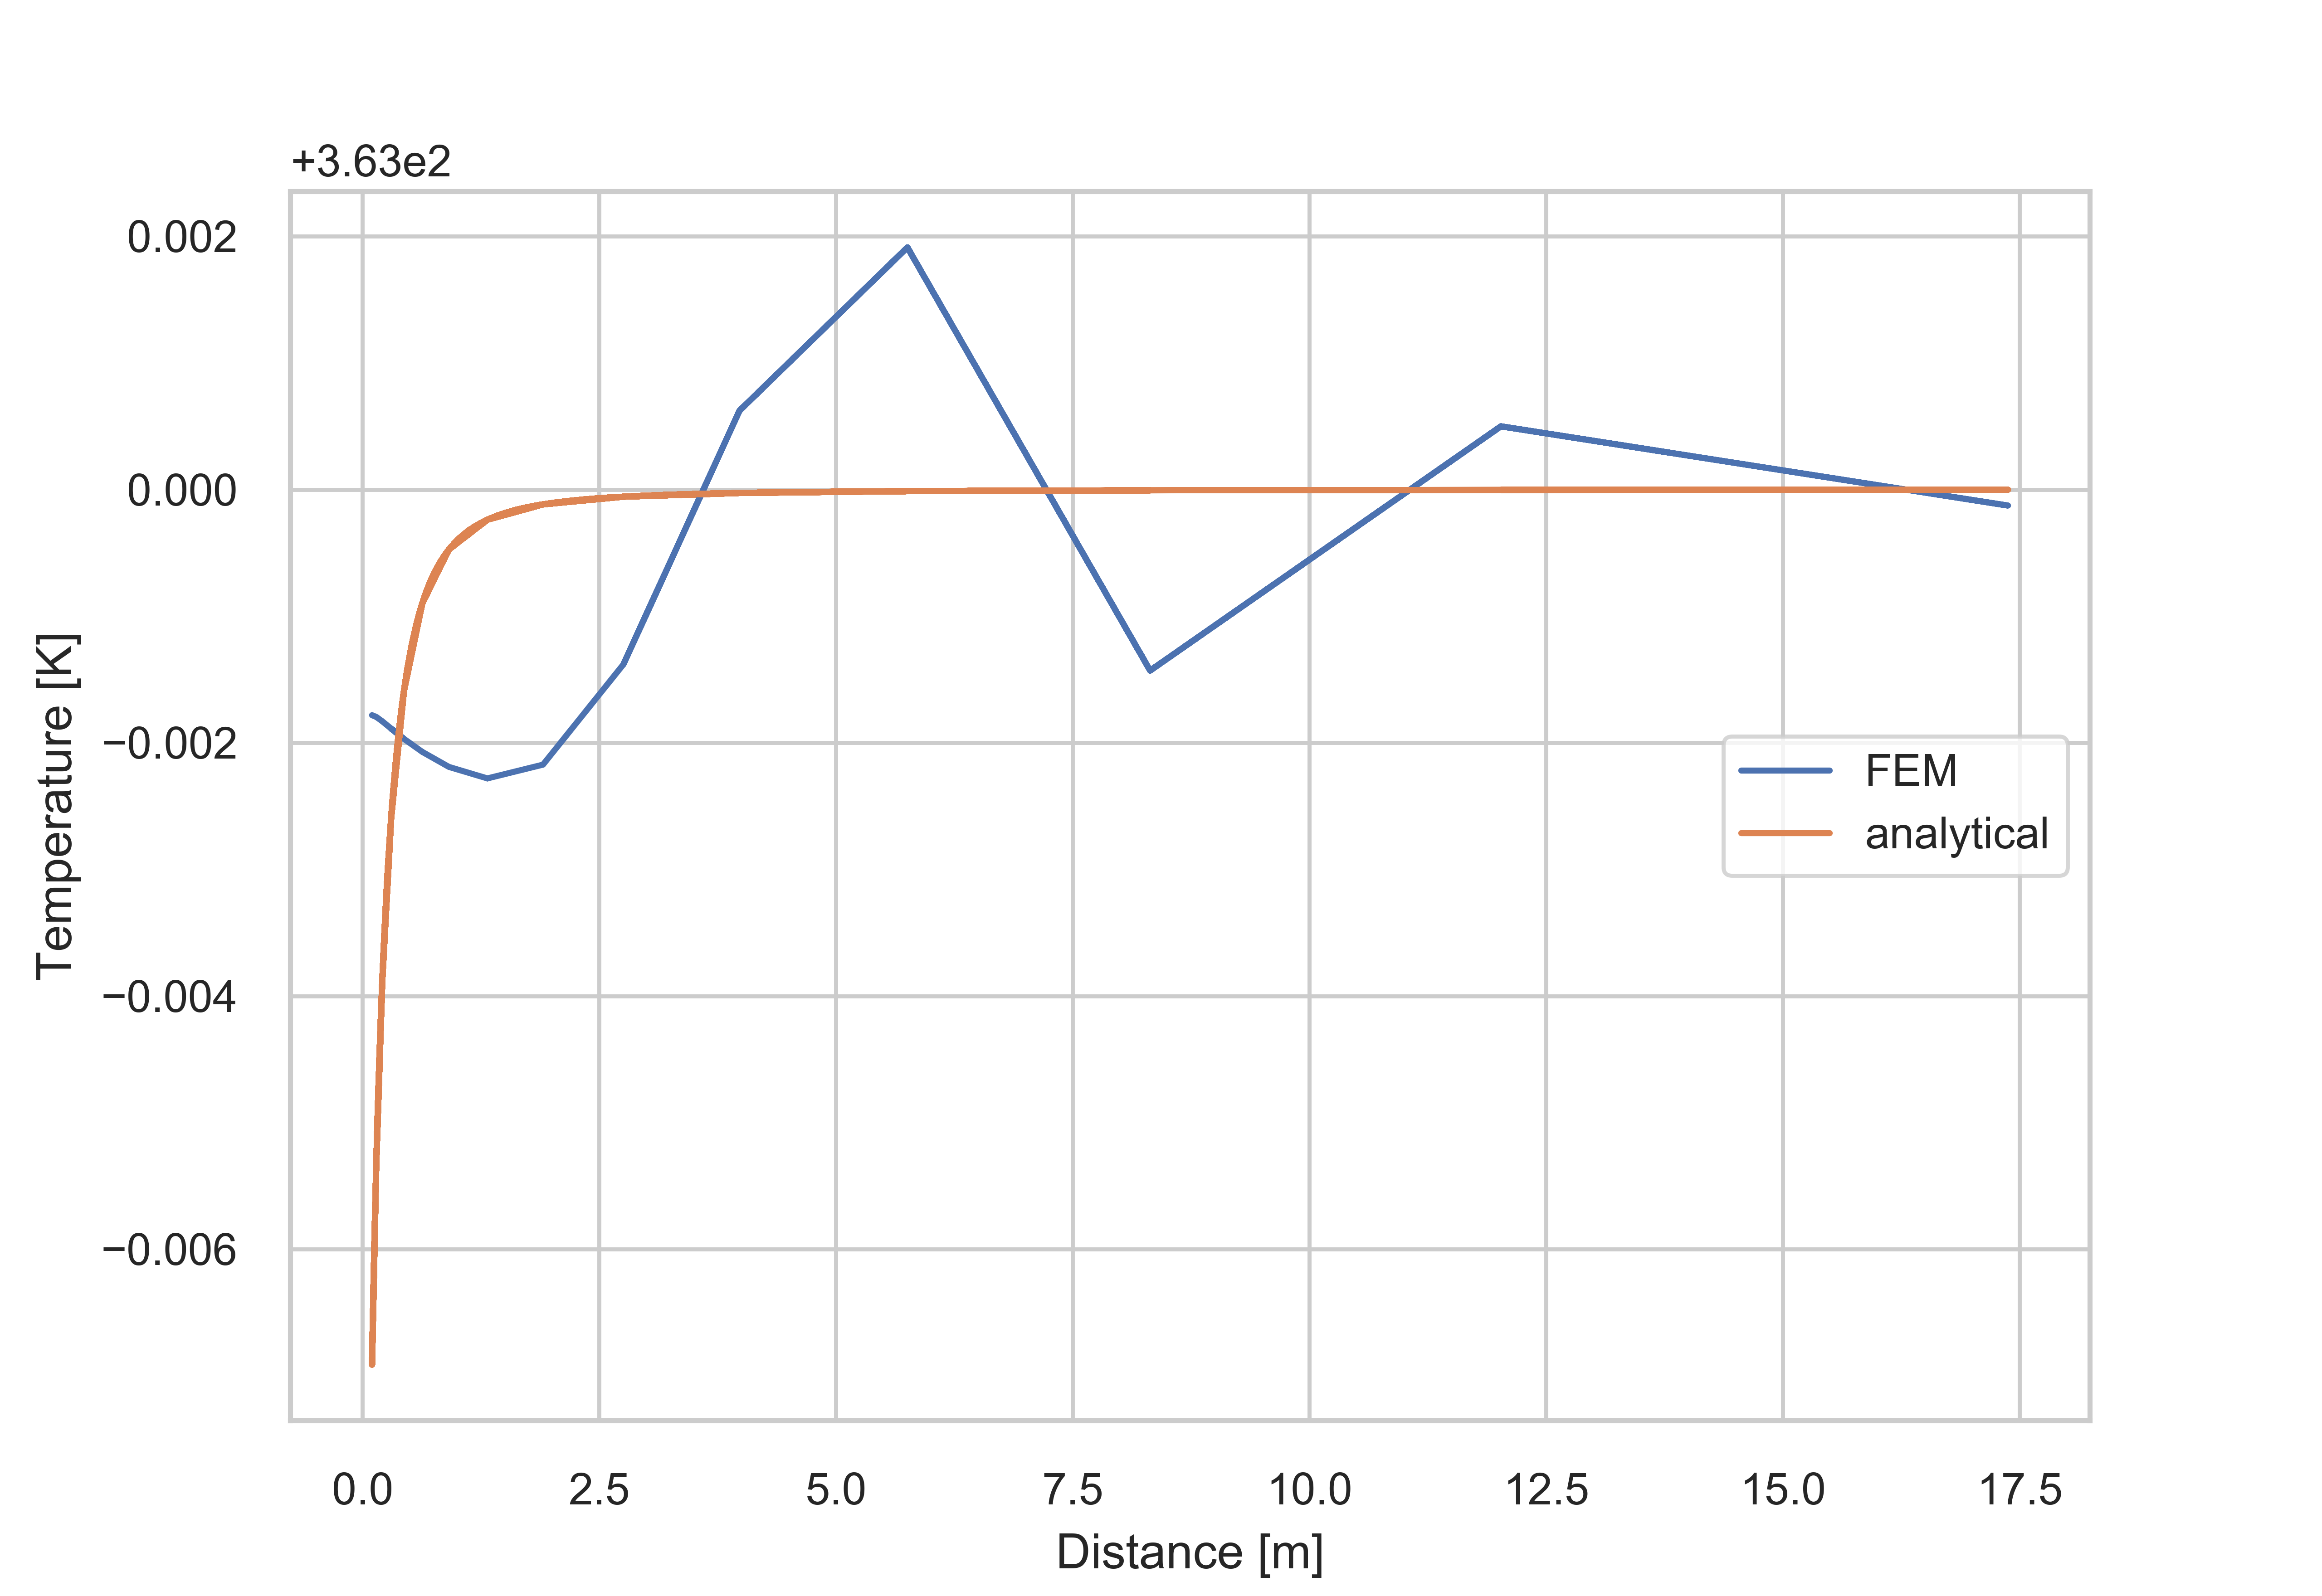 +3.63e2
0.002
0.000
−0.002
−0.004
−0.006
Temperature [K]
FEM
analytical
0.0 2.5 5.0 7.5 10.0 12.5 15.0 17.5
Distance [m]